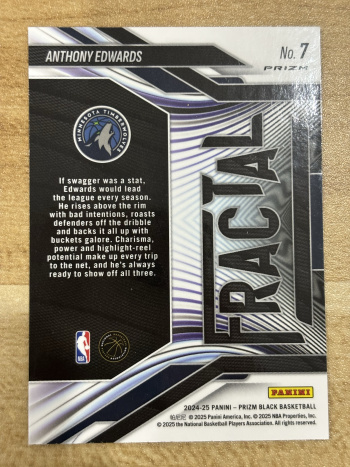 ANTHONY EDWARDS
No. 7
PRIZM
MINNESOTA TIMBERWOLVES
If swagger was a stat,
Edwards would lead
the league every season.
He rises above the rim
with bad intentions, roasts
defenders off the dribble
and backs it all up with
buckets galore. Charisma,
power and highlight-reel
potential make up every trip
to the net, and he's always
ready to show off all three.
FRACTAL
NBA
PANINI
2024-25 PANINI – PRIZM BLACK BASKETBALL
© 2025 Panini America, Inc. © 2025 NBA Properties, Inc.
© 2025 the National Basketball Players Association. All rights reserved.